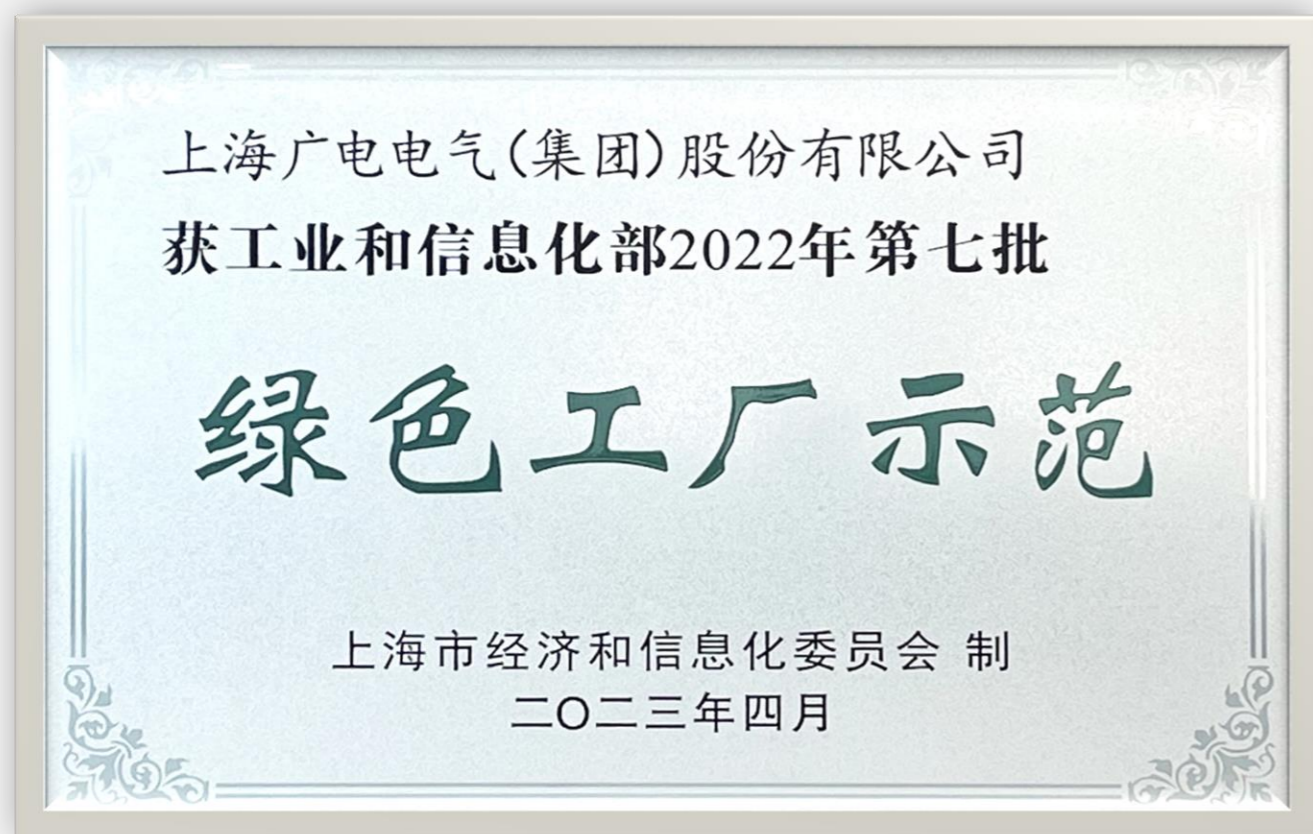 上海广电电气(集团)股份有限公司
获工业和信息化部2022年第七批
绿色工厂示范
上海市经济和信息化委员会 制
二〇二三年四月